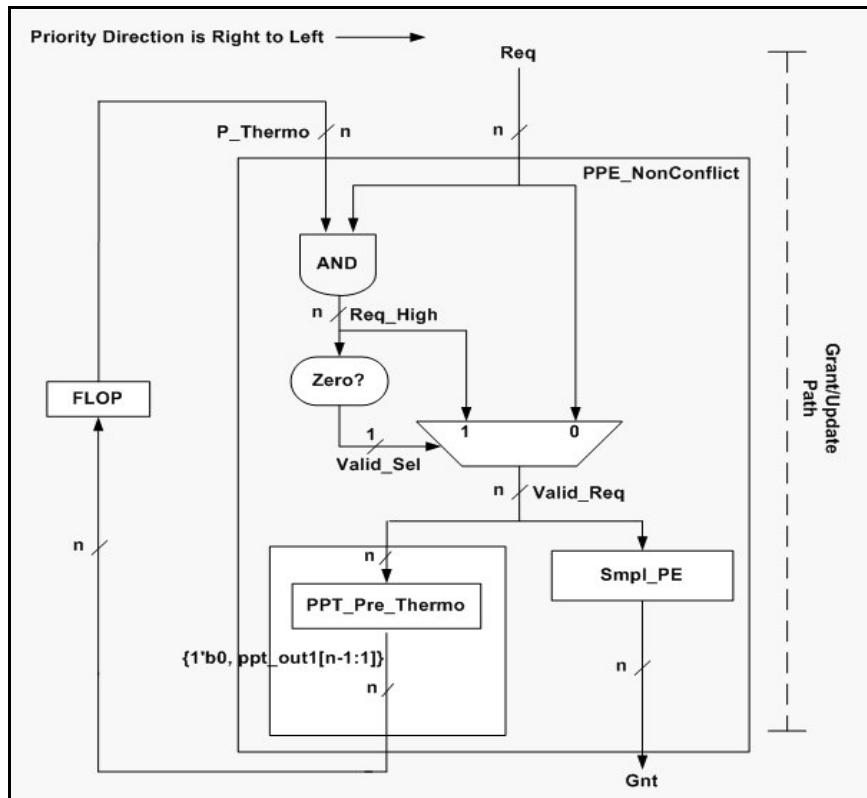 Priority Direction is Right to Left
Req
P_Thermo
n
n
PPE_NonConflict
AND
n
Req_High
Zero?
FLOP
1
0
1
Valid_Sel
Grant/Update
Path
n
Valid_Req
n
n
Smpl_PE
PPT_Pre_Thermo
{1'b0, ppt_out1[n-1:1]}
n
n
Gnt